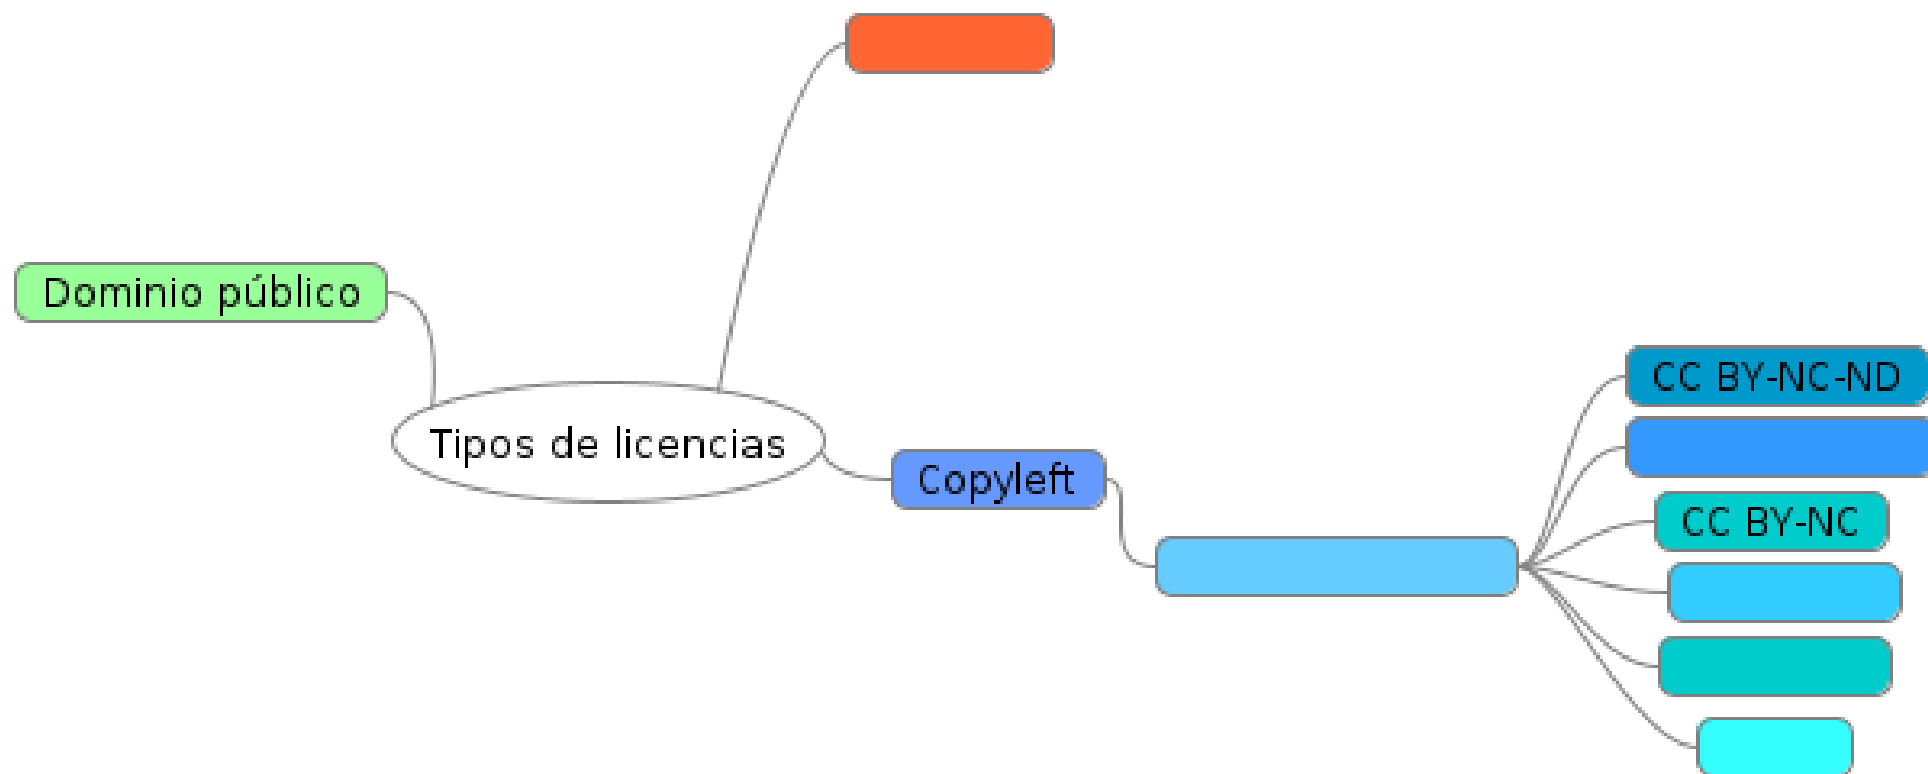 Dominio público
Tipos de licencias
Copyleft
CC BY-NC-ND
CC BY-NC